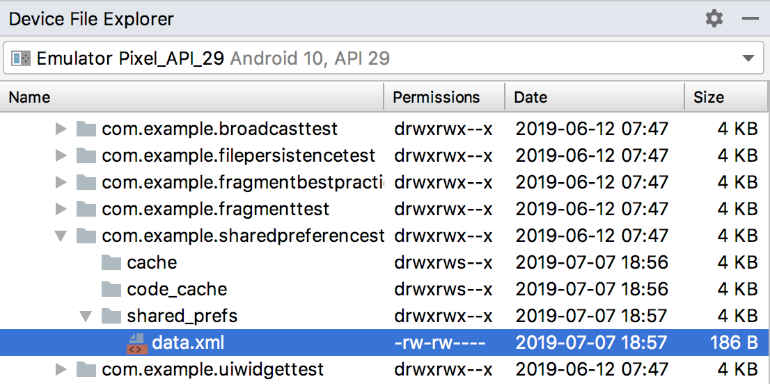 Device File Explorer
Emulator Pixel_API_29 Android 10, API 29
Name Permissions Date Size
com.example.broadcasttest drwxrwx--x 2019-06-12 07:47 4 KB
com.example.filepersistencetest drwxrwx--x 2019-06-12 07:47 4 KB
com.example.fragmentbestpracti drwxrwx--x 2019-06-12 07:47 4 KB
com.example.fragmenttest drwxrwx--x 2019-06-12 07:47 4 KB
com.example.sharedpreferencest drwxrwx--x 2019-06-12 07:47 4 KB
cache drwxrws--x 2019-07-07 18:56 4 KB
code_cache drwxrws--x 2019-07-07 18:56 4 KB
shared_prefs drwxrwx--x 2019-07-07 18:57 4 KB
data.xml -rw-rw---- 2019-07-07 18:57 186 B
com.example.uiwidgettest drwxrwx--x 2019-06-12 07:47 4 KB